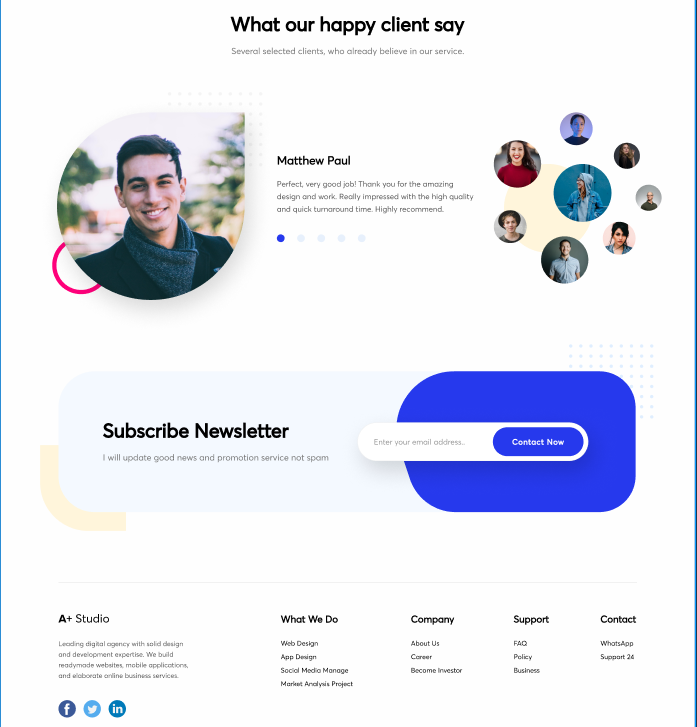 What our happy client say
Several selected clients, who already believe in our service.
Matthew Paul
Perfect, very good job! Thank you for the amazing
design and work. Really impressed with the high quality
and quick turnaround time. Highly recommend.
Subscribe Newsletter
I will update good news and promotion service not spam
Enter your email address..
Contact Now
A+ Studio
Leading digital agency with solid design
and development expertise. We build
readymade websites, mobile applications,
and elaborate online business services.
What We Do
Web Design
App Design
Social Media Manage
Market Analysis Project
Company
About Us
Career
Become Investor
Support
FAQ
Policy
Business
Contact
WhatsApp
Support 24